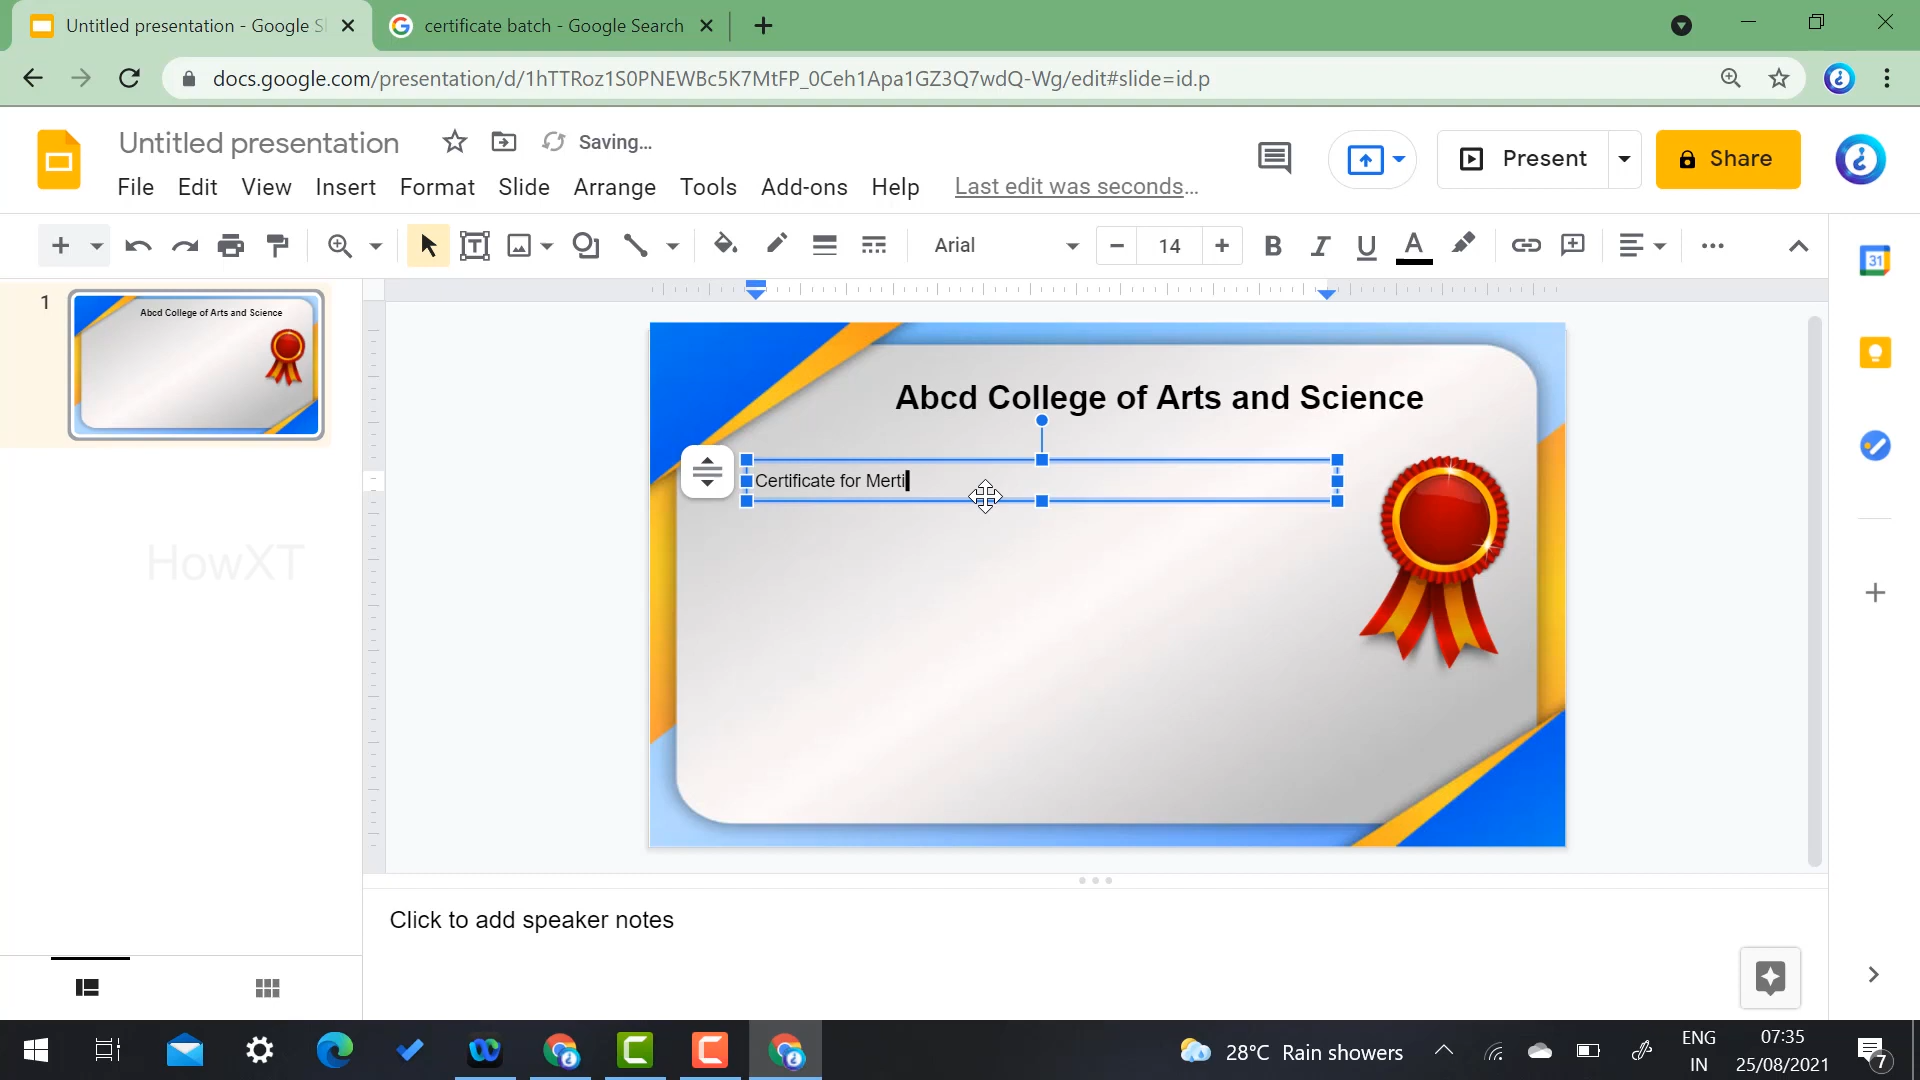 Untitled presentation - Google Sl
certificate batch - Google Search
docs.google.com/presentation/d/1hTTRoz1S0PNEWBc5K7MtFP_0Ceh1Apa1GZ3Q7wdQ-Wg/edit#slide=id.p
Untitled presentation
Saving...
Present
Share
File Edit View Insert Format Slide Arrange Tools Add-ons Help
Last edit was seconds...
Arial
14
31
1
Abcd College of Arts and Science
Abcd College of Arts and Science
Certificate for Merti
HowXT
Click to add speaker notes
28°C Rain showers
ENG
IN
07:35
25/08/2021
7